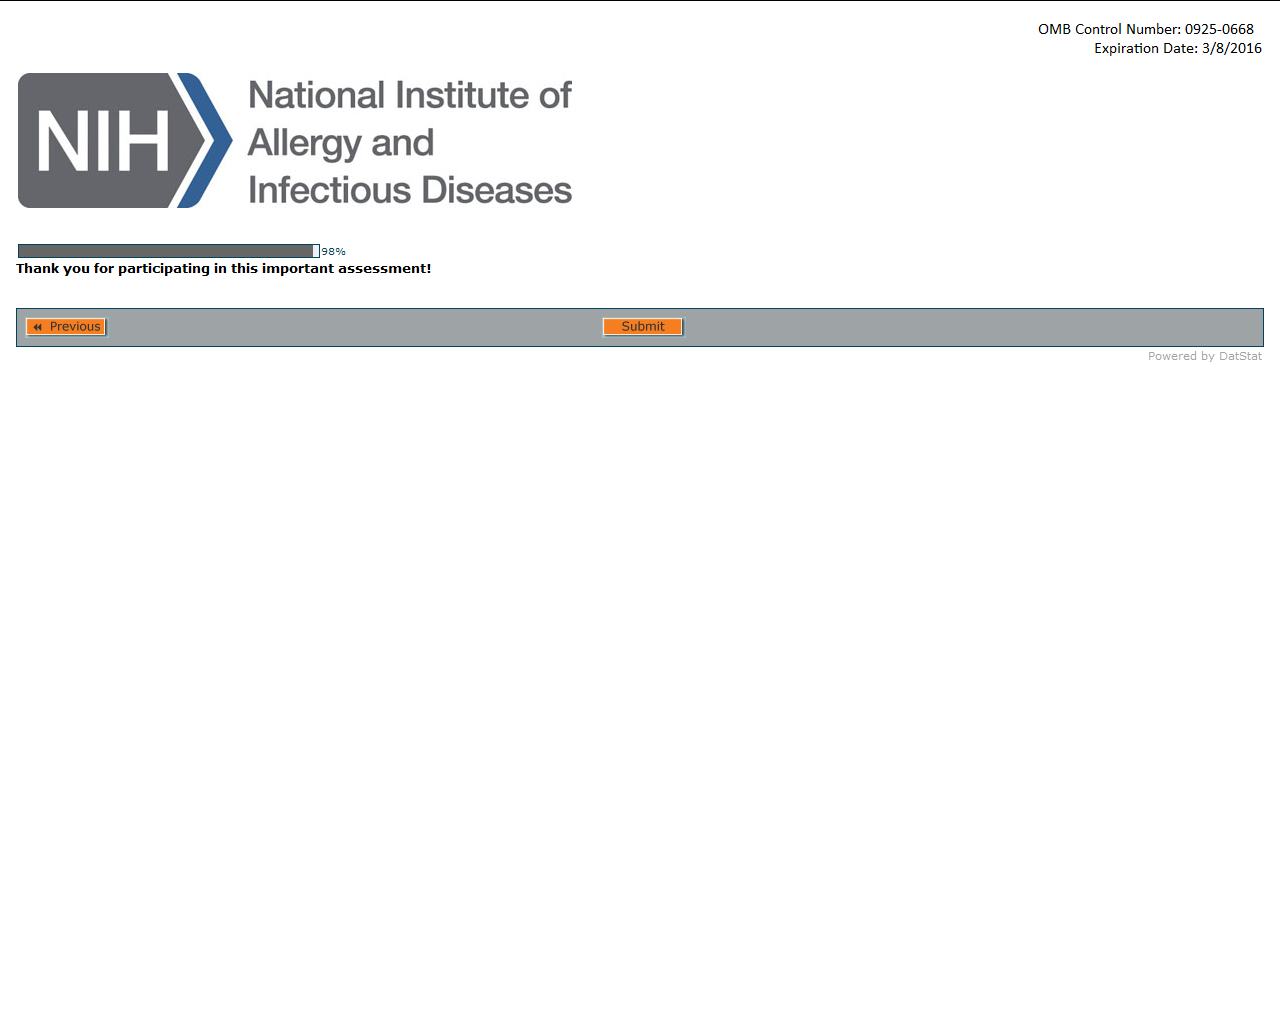 OMB Control Number: 0925-0668
Expiration Date: 3/8/2016
NIH
National Institute of
Allergy and
Infectious Diseases
98%
Thank you for participating in this important assessment!
Previous
Submit
Powered by DatStat